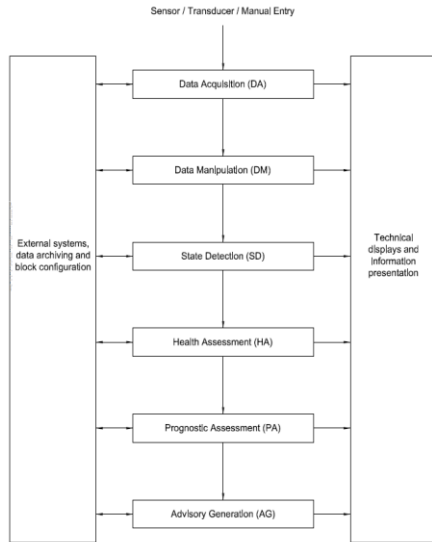 Sensor / Transducer / Manual Entry
Data Acquisition (DA)
Data Manipulation (DM)
External systems,
data archiving and
block configuration
State Detection (SD)
Technical
displays and
information
presentation
Health Assessment (HA)
Prognostic Assessment (PA)
Advisory Generation (AG)